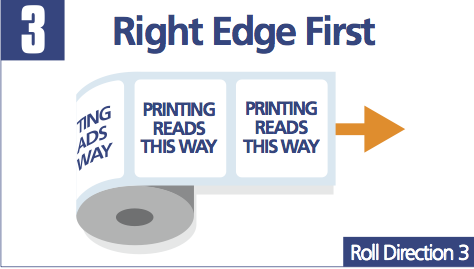 3
Right Edge First
TING
ADS
WAY
PRINTING
READS
THIS WAY
PRINTING
READS
THIS WAY
Roll Direction 3